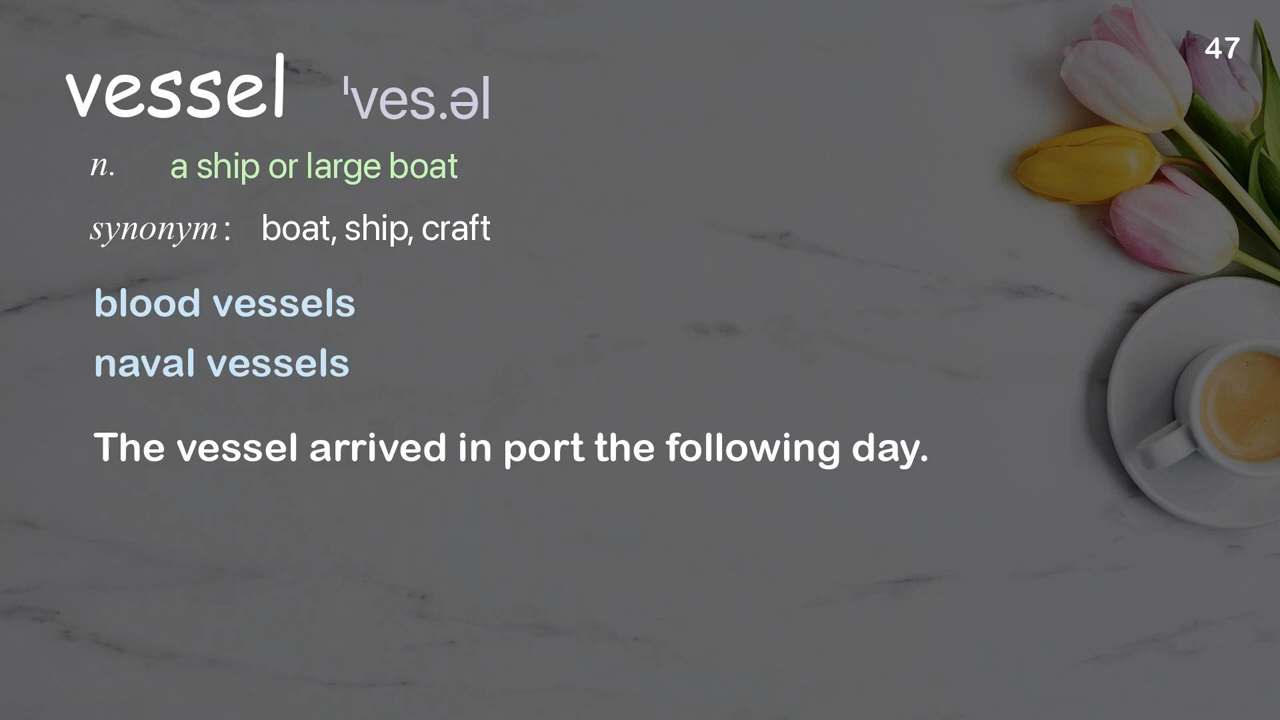 47
vessel ˈves.əl
n. a ship or large boat
synonym: boat, ship, craft
blood vessels
naval vessels
The vessel arrived in port the following day.